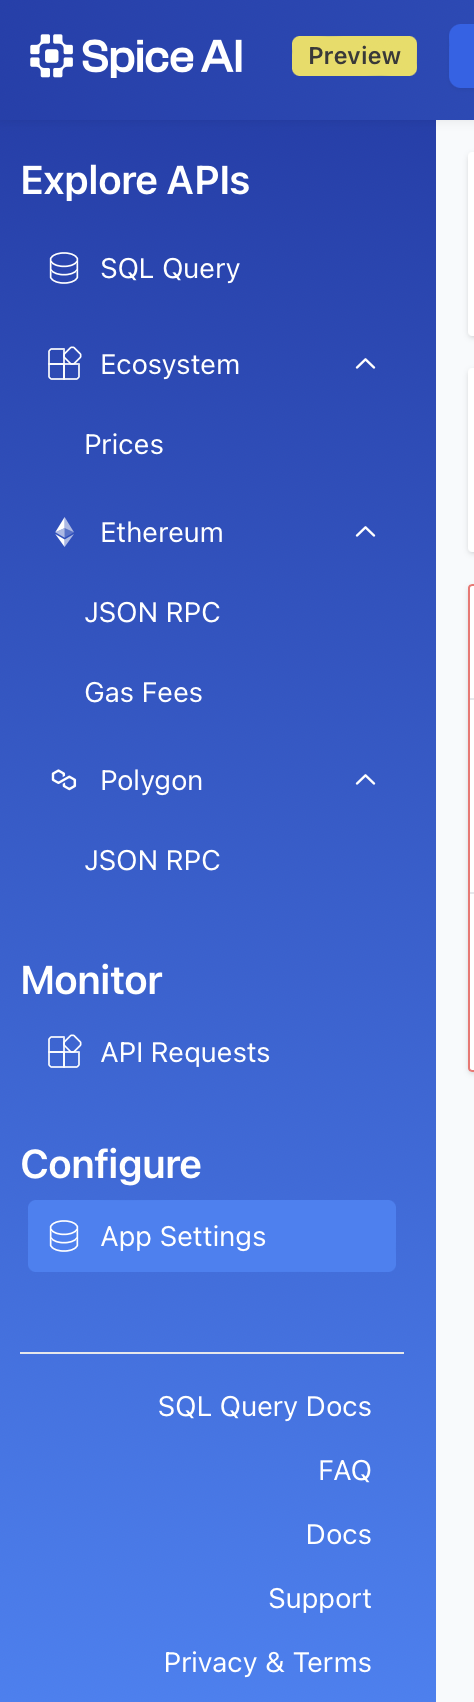 Spice AI
Preview
Explore APIs
SQL Query
Ecosystem
Prices
Ethereum
JSON RPC
Gas Fees
Polygon
JSON RPC
Monitor
API Requests
Configure
App Settings
SQL Query Docs
FAQ
Docs
Support
Privacy & Terms